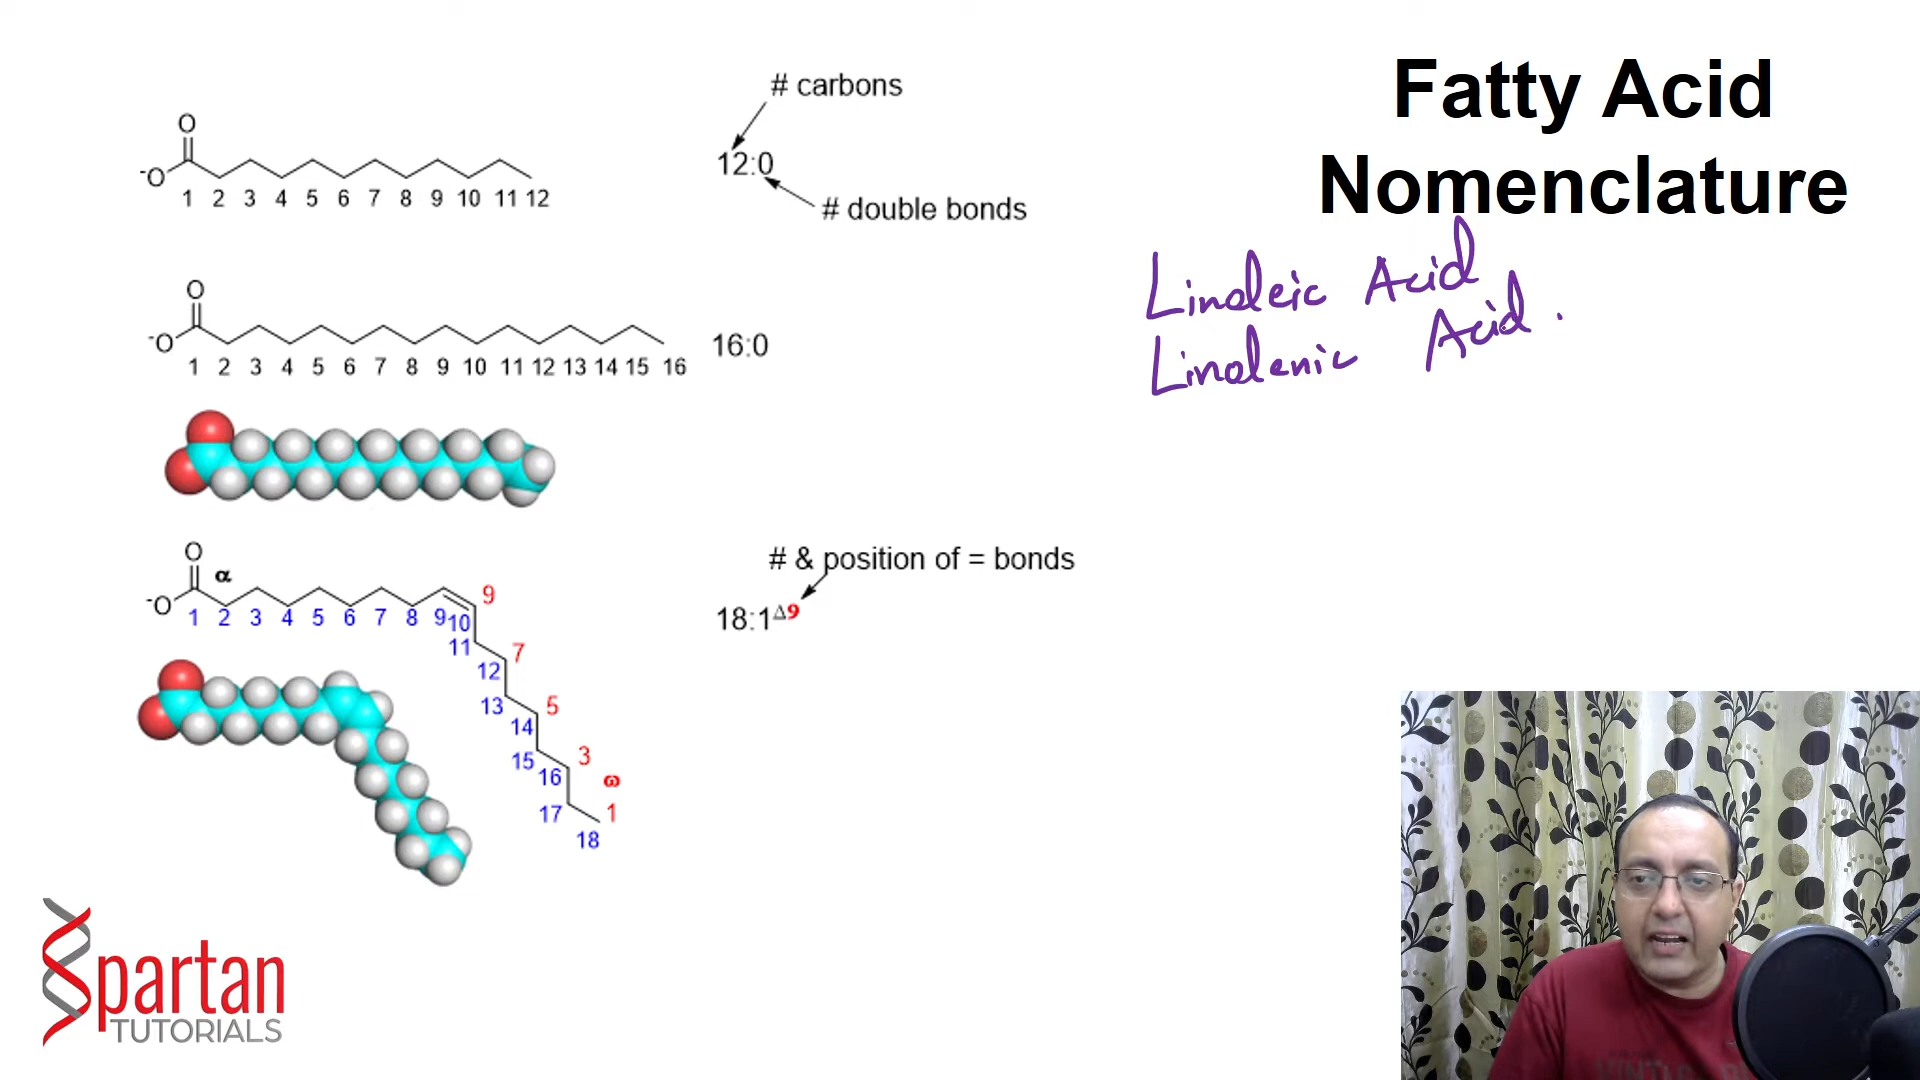 Fatty Acid
Nomenclature
Linoleic Acid
Linolenic Acid.
# carbons
12:0
# double bonds
O
-O
1 2 3 4 5 6 7 8 9 10 11 12
O
-O
1 2 3 4 5 6 7 8 9 10 11 12 13 14 15 16
16:0
# & position of = bonds
18:1Δ9
O
α
-O
1 2 3 4 5 6 7 8 9 10
9
11
7
12
13
5
14
15
3
16
ω
17
1
18
Spartan
TUTORIALS